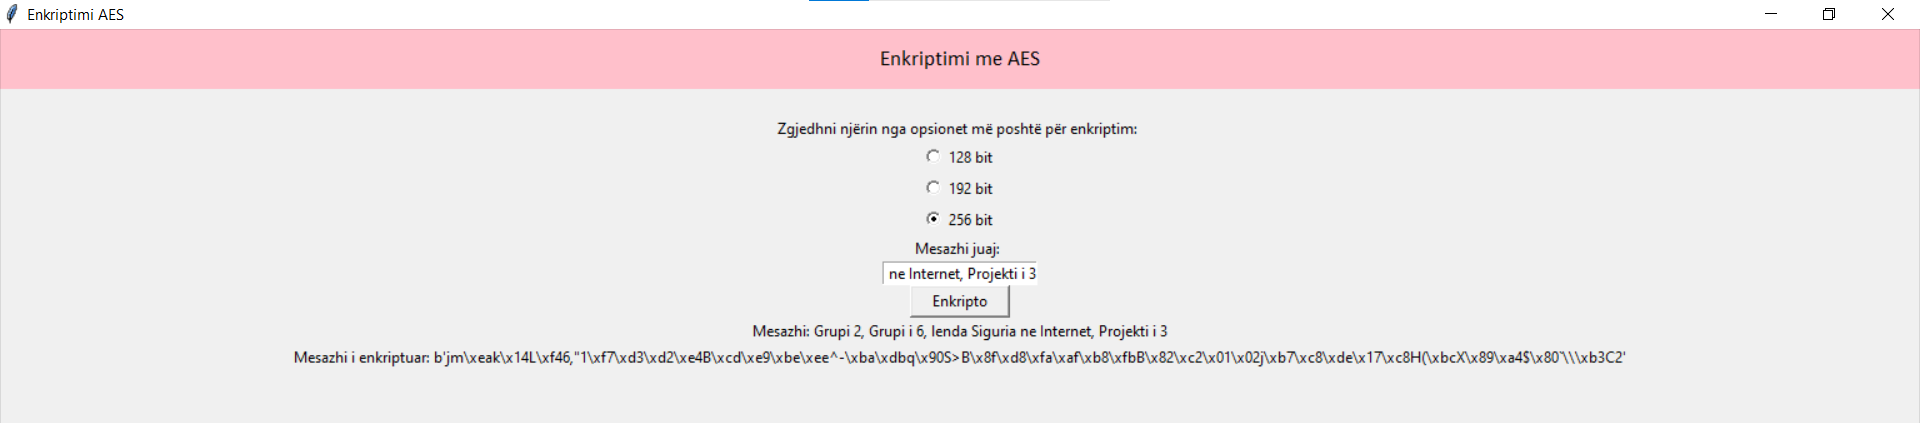 Enkriptimi AES
Enkriptimi me AES
Zgjedhni njërin nga opsionet më poshtë për enkriptim:
128 bit
192 bit
256 bit
Mesazhi juaj:
ne Internet, Projekti i 3
Enkripto
Mesazhi: Grupi 2, Grupi i 6, lenda Siguria ne Internet, Projekti i 3
Mesazhi i enkriptuar: b'jm\xeak\x14L\xf46,"1\xf7\xd3\xd2\xe4B\xcd\xe9\xbe\xee^-\xba\xdbq\x90S>B\x8f\xd8\xfa\xaf\xb8\xfbB\x82\xc2\x01\x02j\xb7\xc8\xde\x17\xc8H(\xbcX\x89\xa4$\x80`\\\xb3C2'